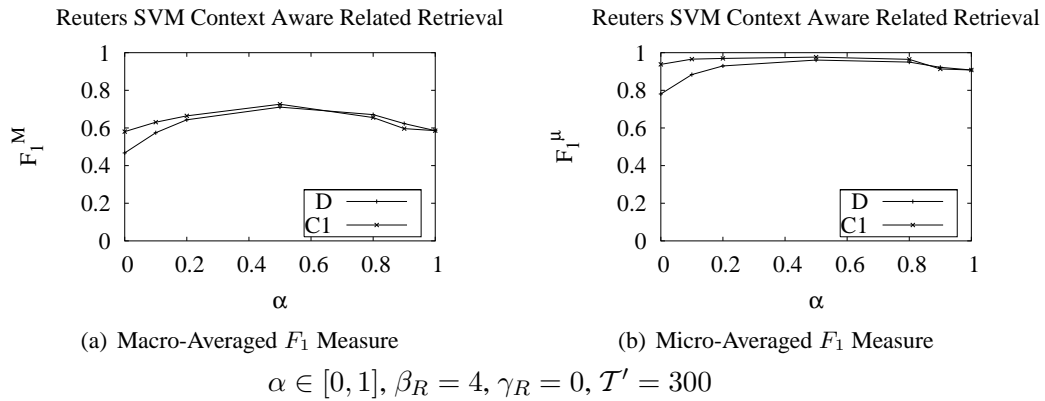 Reuters SVM Context Aware Related Retrieval
F₁ᴹ
1
0.8
0.6
0.4
0.2
0
D
C1
0 0.2 0.4 0.6 0.8 1
α
(a) Macro-Averaged F₁ Measure
Reuters SVM Context Aware Related Retrieval
F₁^μ
1
0.8
0.6
0.4
0.2
0
D
C1
0 0.2 0.4 0.6 0.8 1
α
(b) Micro-Averaged F₁ Measure
α ∈ [0, 1], β_R = 4, γ_R = 0, 𝒯′ = 300